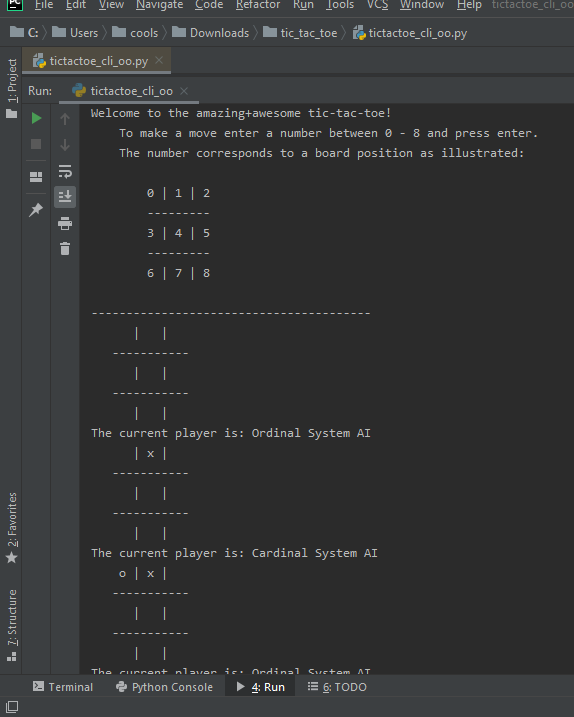 PC File Edit View Navigate Code Refactor Run Tools VCS Window Help tictactoe_cli_oo
C: Users cools Downloads tic_tac_toe tictactoe_cli_oo.py
tictactoe_cli_oo.py ×
1: Project
Run: tictactoe_cli_oo ×
Welcome to the amazing+awesome tic-tac-toe!
    To make a move enter a number between 0 - 8 and press enter.
    The number corresponds to a board position as illustrated:
        0 | 1 | 2
        ---------
        3 | 4 | 5
        ---------
        6 | 7 | 8
----------------------------------------
      |   |
   -----------
      |   |
   -----------
      |   |
The current player is: Ordinal System AI
      | x |
   -----------
      |   |
   -----------
      |   |
The current player is: Cardinal System AI
    o | x |
   -----------
      |   |
   -----------
      |   |
The current player is: Ordinal System AI
2: Favorites
7: Structure
Terminal Python Console 4: Run 6: TODO